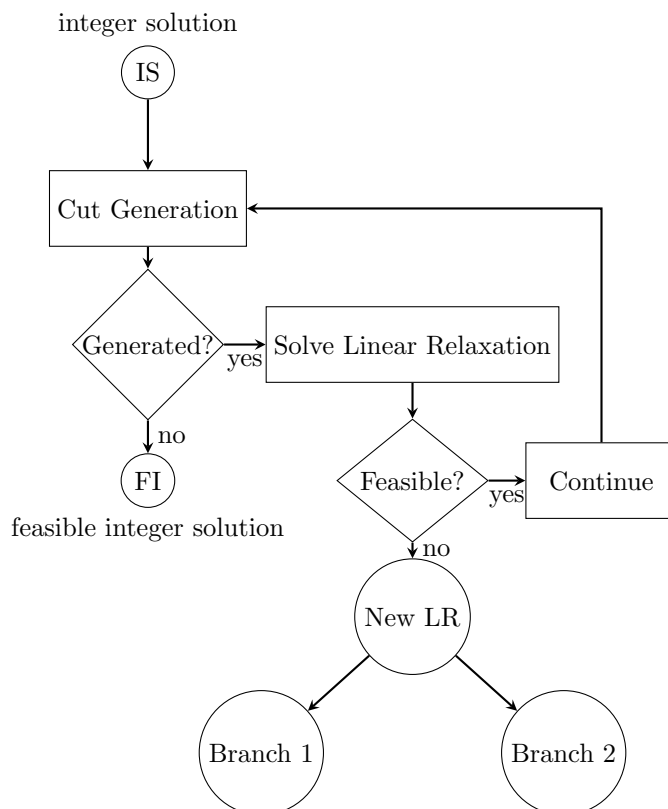 integer solution
IS
Cut Generation
Generated?
yes
Solve Linear Relaxation
no
FI
feasible integer solution
Feasible?
yes
Continue
no
New LR
Branch 1
Branch 2